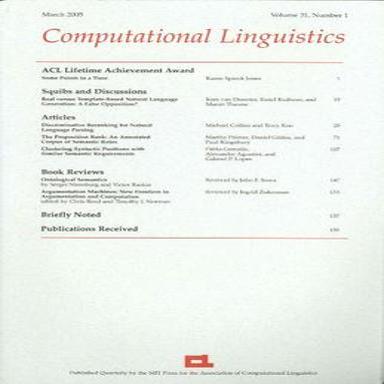 March 2005 Volume 31, Number 1
Computational Linguistics
ACL Lifetime Achievement Award
Some Points in a Time Karen Sparck Jones 1
Squibs and Discussions
Real versus Template-Based Natural Language Kees van Deemter, Emiel Krahmer, and 15
Generation: A False Opposition? Mariët Theune
Articles
Discriminative Reranking for Natural Michael Collins and Terry Koo 25
Language Parsing
The Proposition Bank: An Annotated Martha Palmer, Daniel Gildea, and 71
Corpus of Semantic Roles Paul Kingsbury
Clustering Syntactic Positions with Pablo Gamallo, 107
Similar Semantic Requirements Alexandre Agustini, and
Gabriel P. Lopes
Book Reviews
Ontological Semantics Reviewed by John F. Sowa 147
by Sergei Nirenburg and Victor Raskin
Argumentation Machines: New Frontiers in Reviewed by Ingrid Zukerman
Argumentation and Computation
edited by Chris Reed and Timothy J. Norman
Briefly Noted
Publications Received
Published Quarterly by the MIT Press for the Association of Computational Linguistics